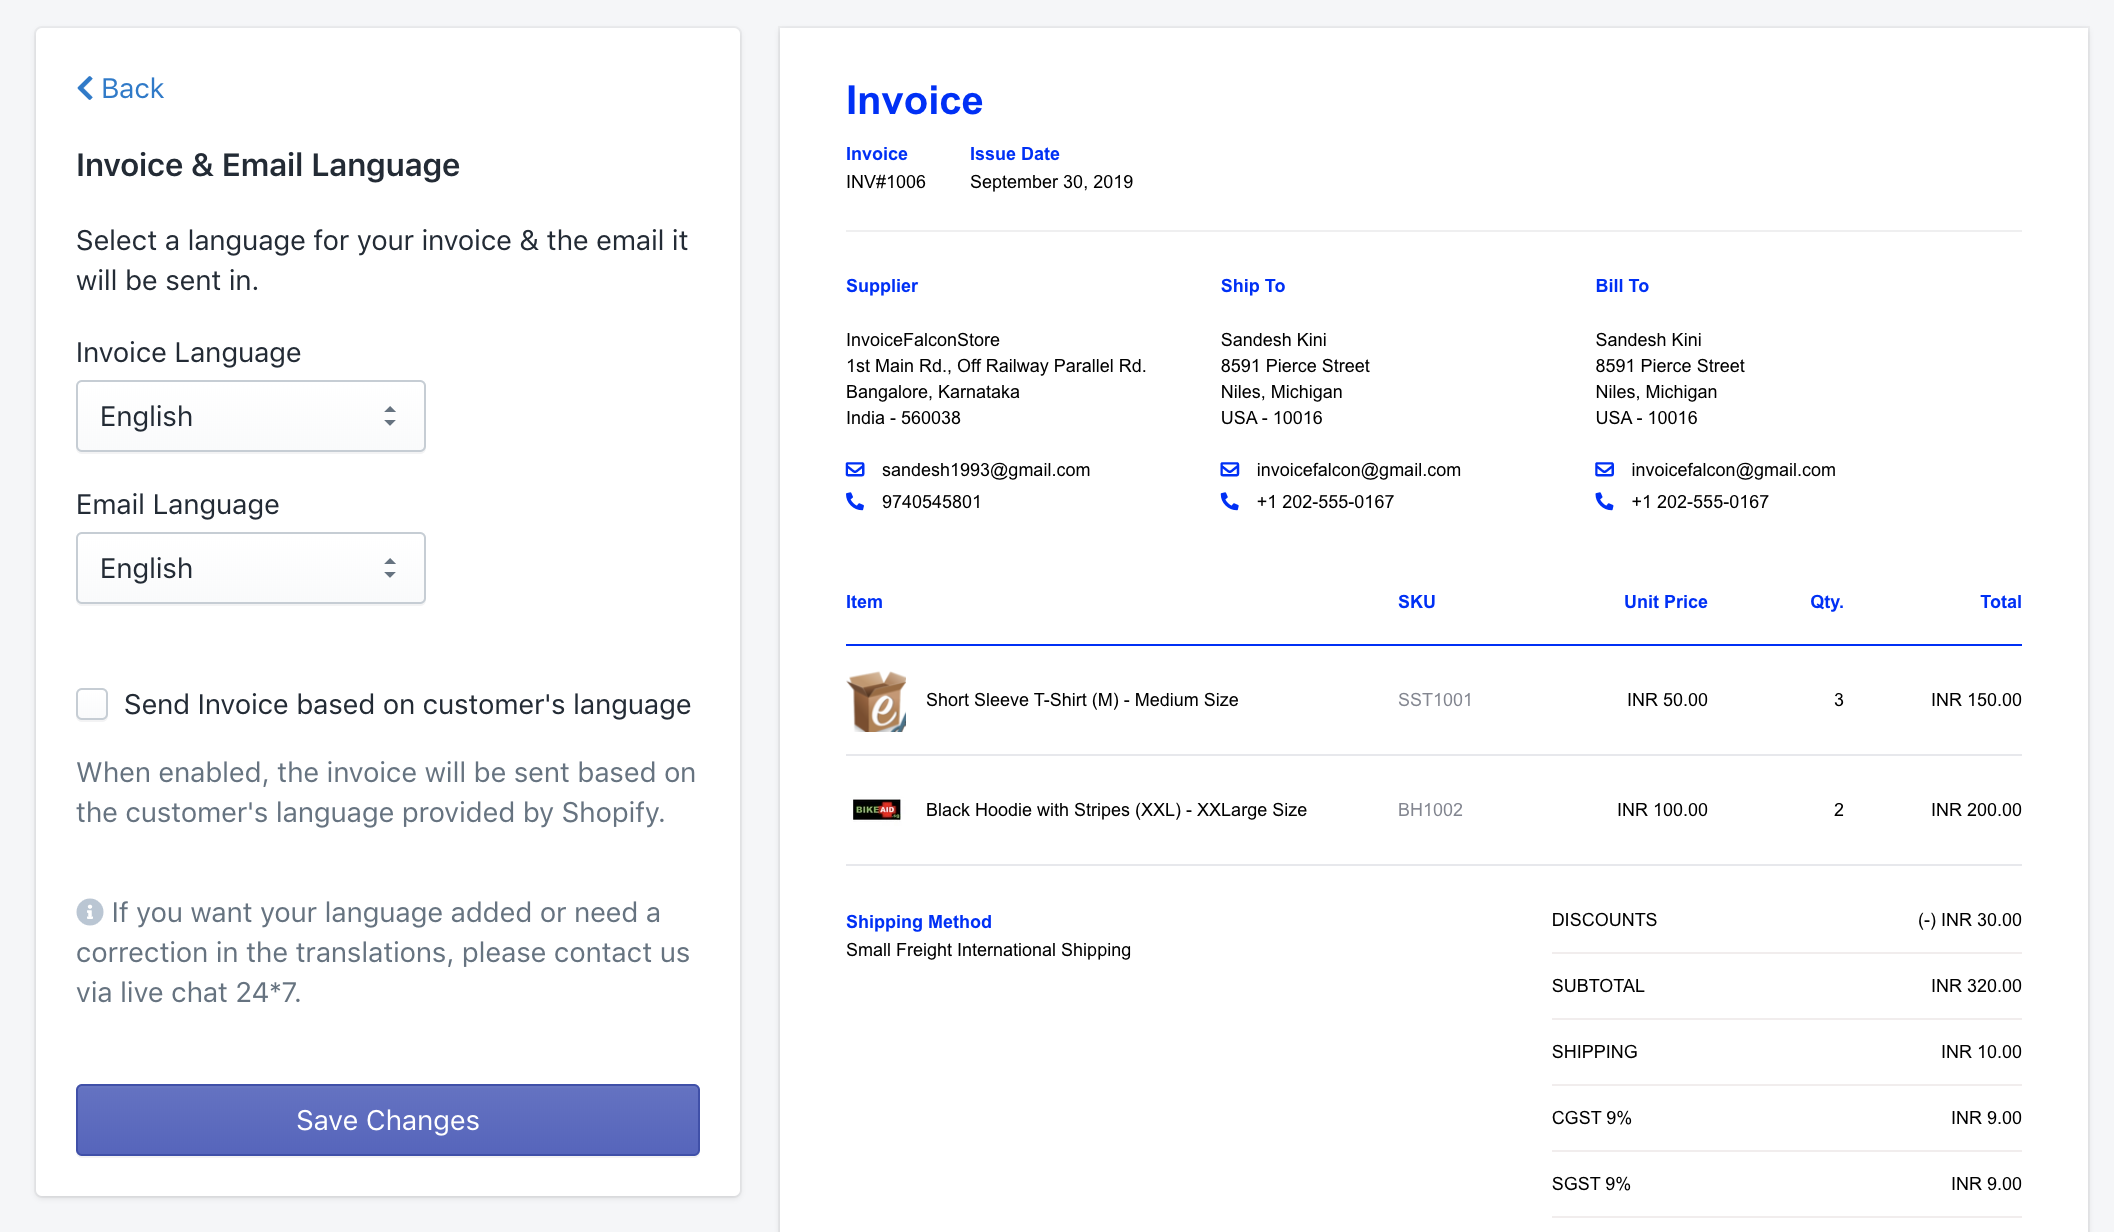 Back
Invoice & Email Language
Select a language for your invoice & the email it
will be sent in.
Invoice Language
English
Email Language
English
Send Invoice based on customer's language
When enabled, the invoice will be sent based on
the customer's language provided by Shopify.
If you want your language added or need a
correction in the translations, please contact us
via live chat 24*7.
Save Changes
Invoice
Invoice Issue Date
INV#1006 September 30, 2019
Supplier Ship To Bill To
InvoiceFalconStore Sandesh Kini Sandesh Kini
1st Main Rd., Off Railway Parallel Rd. 8591 Pierce Street 8591 Pierce Street
Bangalore, Karnataka Niles, Michigan Niles, Michigan
India - 560038 USA - 10016 USA - 10016
sandesh1993@gmail.com invoicefalcon@gmail.com invoicefalcon@gmail.com
9740545801 +1 202-555-0167 +1 202-555-0167
Item SKU Unit Price Qty. Total
e Short Sleeve T-Shirt (M) - Medium Size SST1001 INR 50.00 3 INR 150.00
BIKEAID Black Hoodie with Stripes (XXL) - XXLarge Size BH1002 INR 100.00 2 INR 200.00
Shipping Method
Small Freight International Shipping
DISCOUNTS (-) INR 30.00
SUBTOTAL INR 320.00
SHIPPING INR 10.00
CGST 9% INR 9.00
SGST 9% INR 9.00